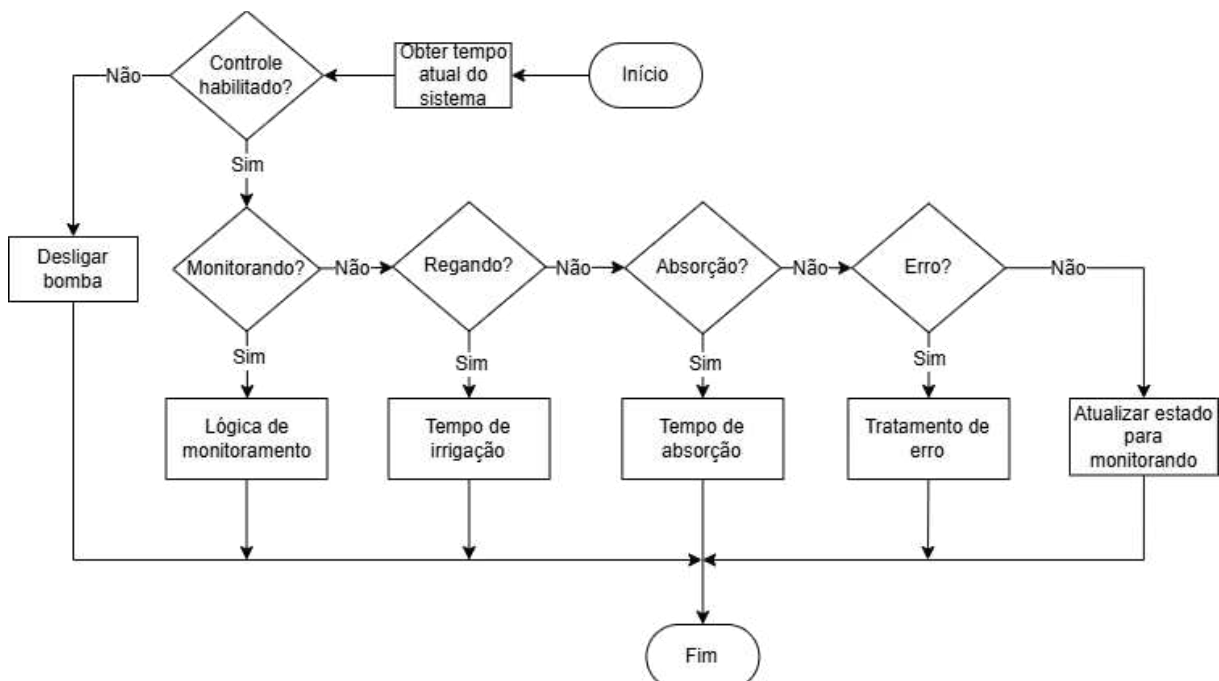 Início
Obter tempo
atual do
sistema
Controle
habilitado?
Não
Sim
Desligar
bomba
Monitorando?
Não
Regando?
Não
Absorção?
Não
Erro?
Não
Sim
Sim
Sim
Sim
Lógica de
monitoramento
Tempo de
irrigação
Tempo de
absorção
Tratamento de
erro
Atualizar estado
para
monitorando
Fim